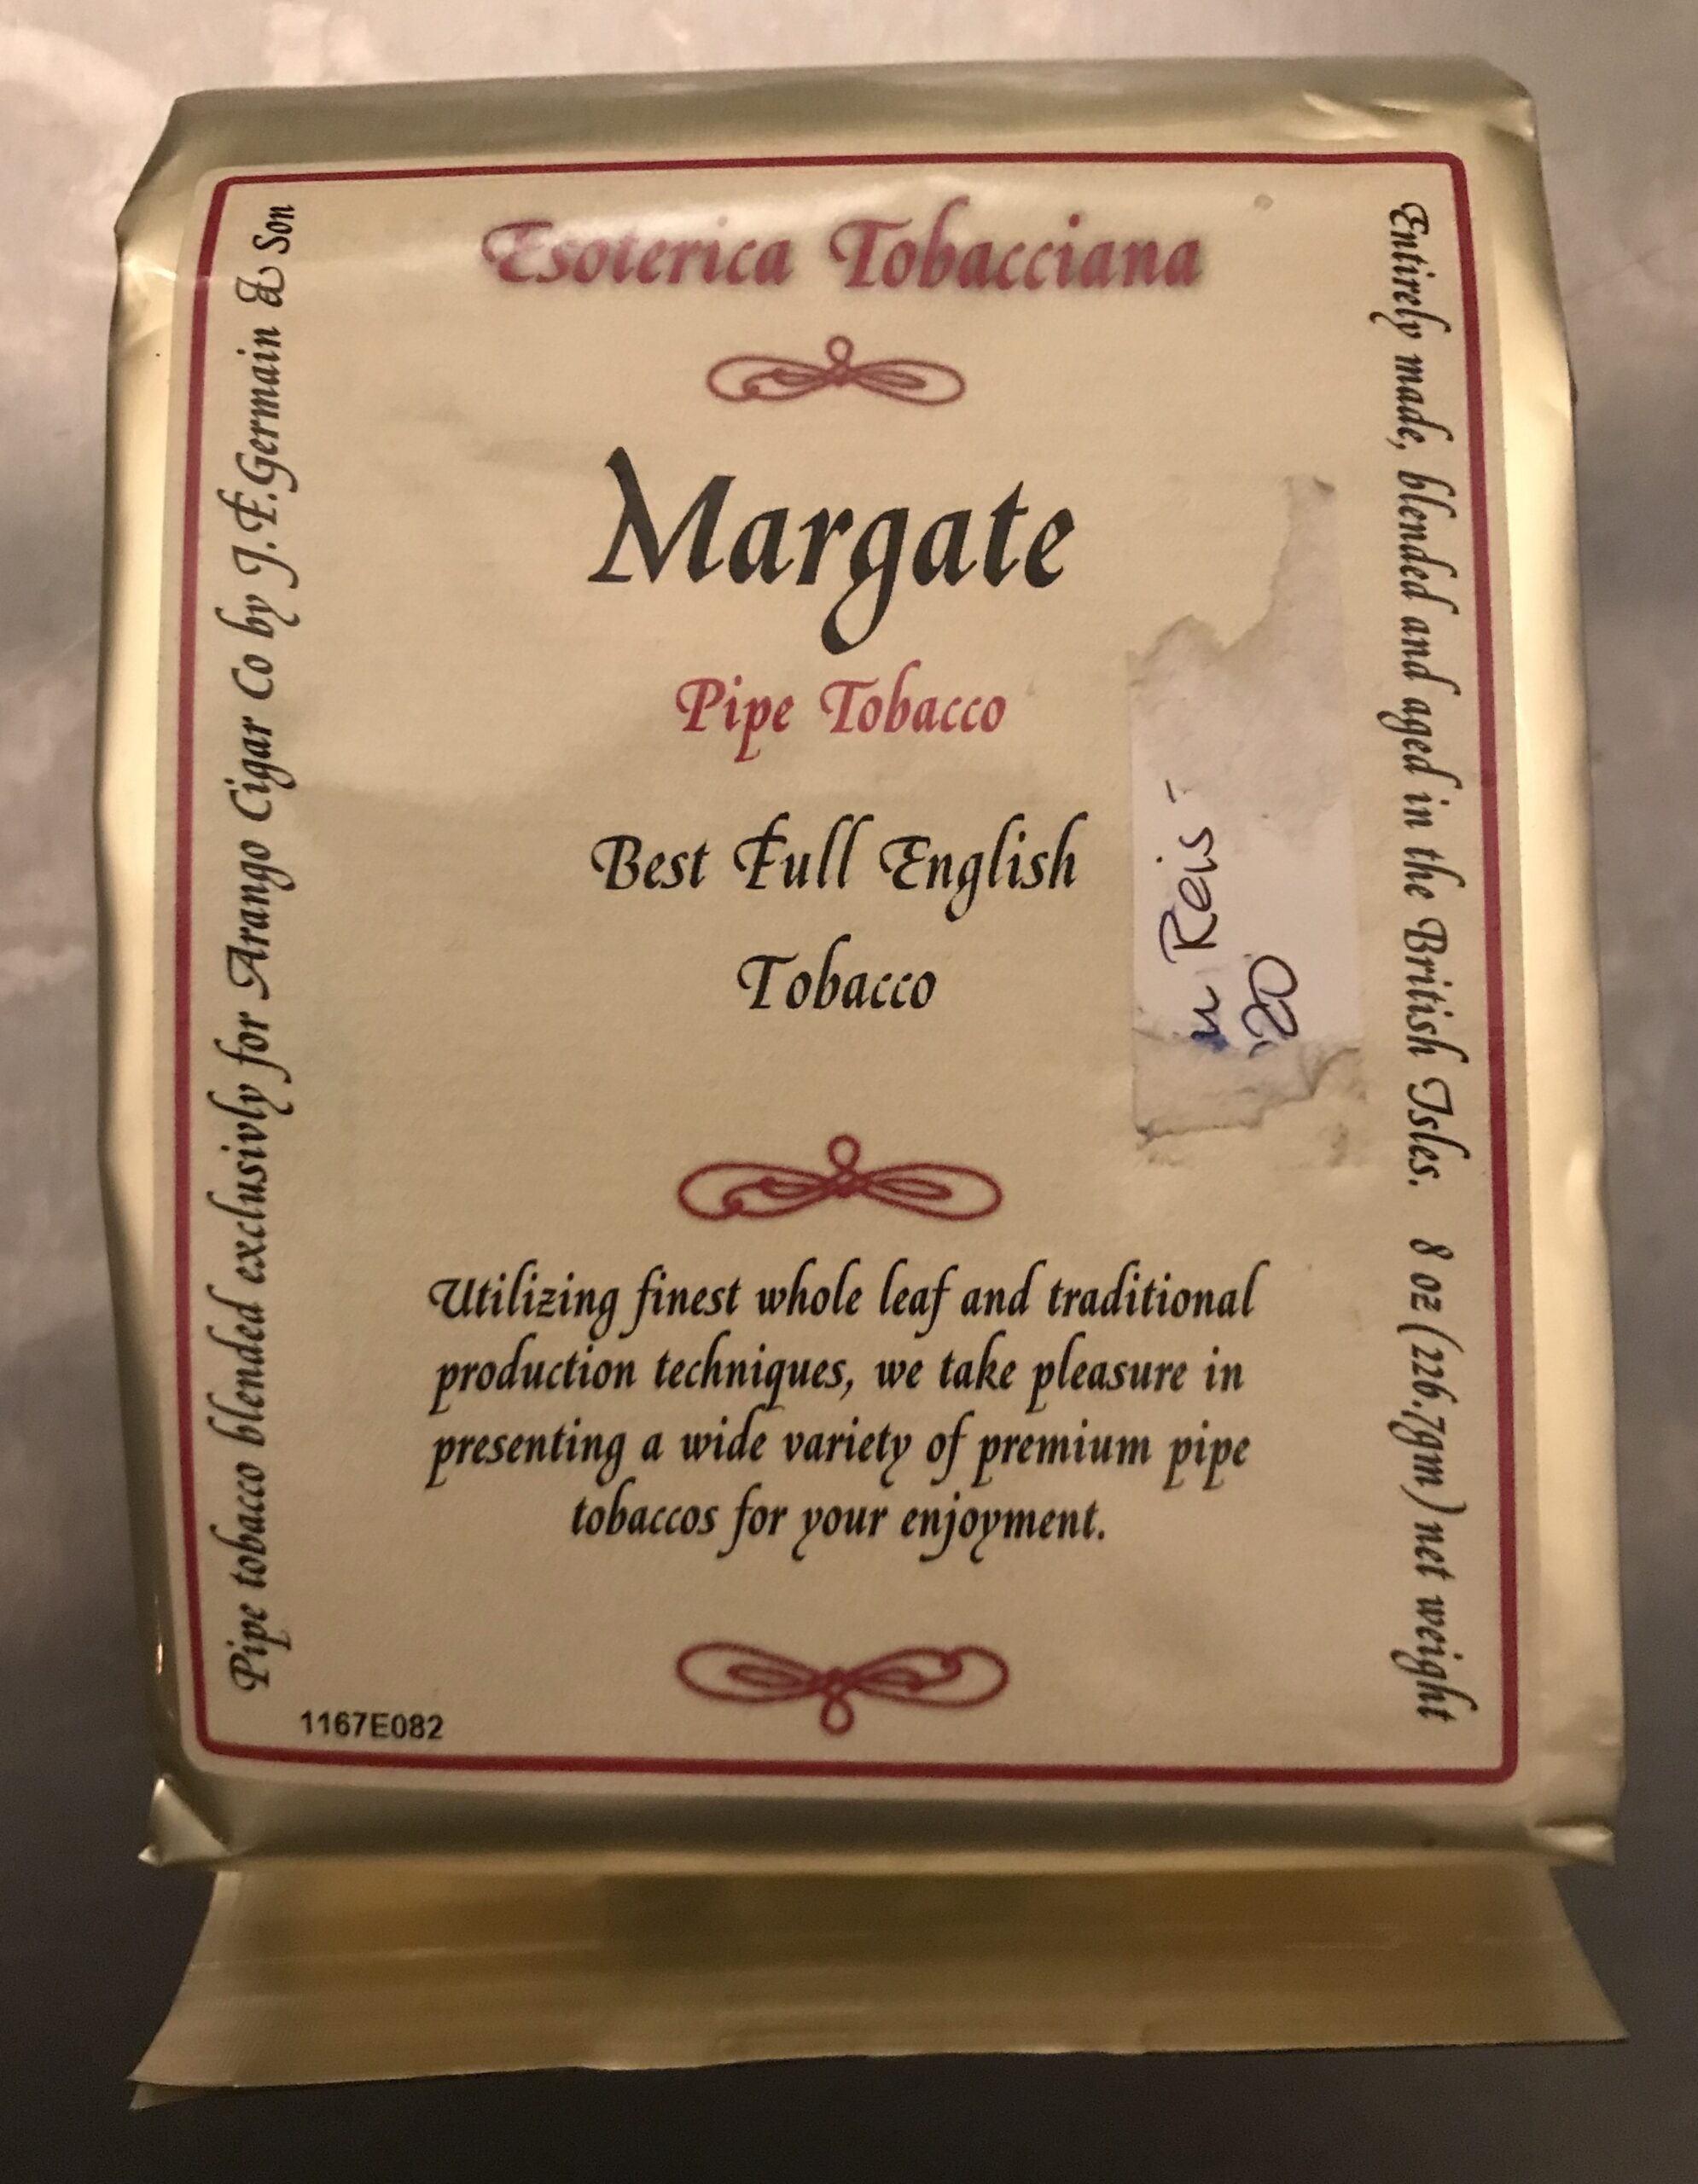 Esoterica Tobacciana
Margate
Pipe Tobacco
Best Full English
Tobacco
Utilizing finest whole leaf and traditional
production techniques, we take pleasure in
presenting a wide variety of premium pipe
tobaccos for your enjoyment.
Pipe tobacco blended exclusivly for Arango Cigar Co by J.F.Germain & Son
Entirely made, blended and aged in the British Isles. 8 oz (226.7gm) net weight
1167E082
Reis -
'20